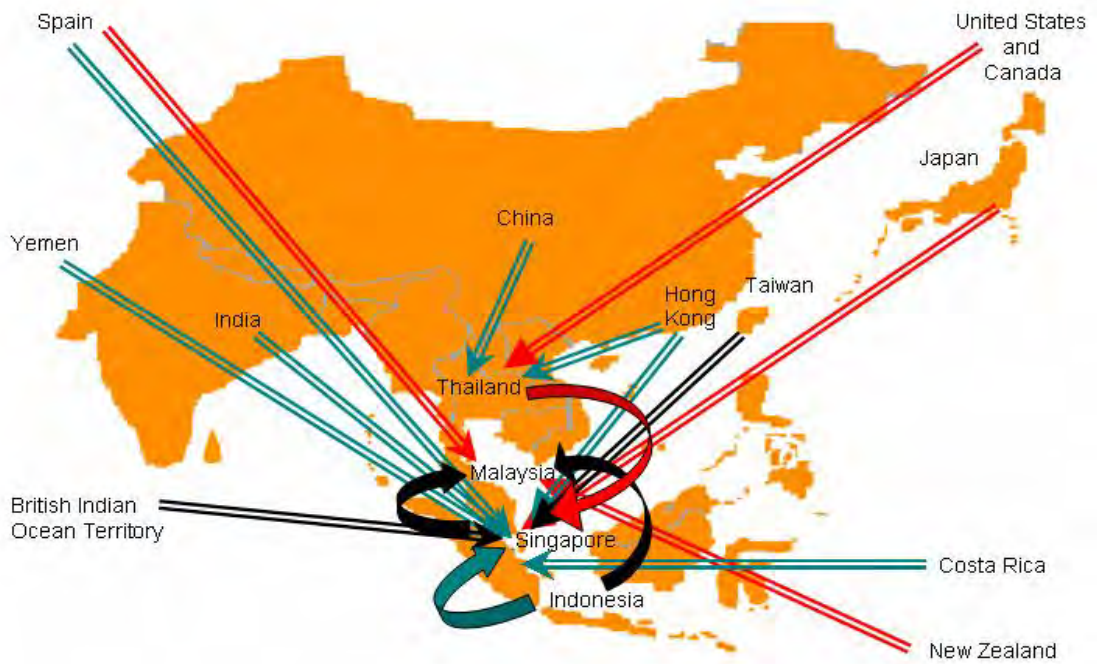 Spain
United States
and
Canada
Japan
China
Yemen
Hong
Kong
Taiwan
India
Thailand
Malaysia
British Indian
Ocean Territory
Singapore
Costa Rica
Indonesia
New Zealand